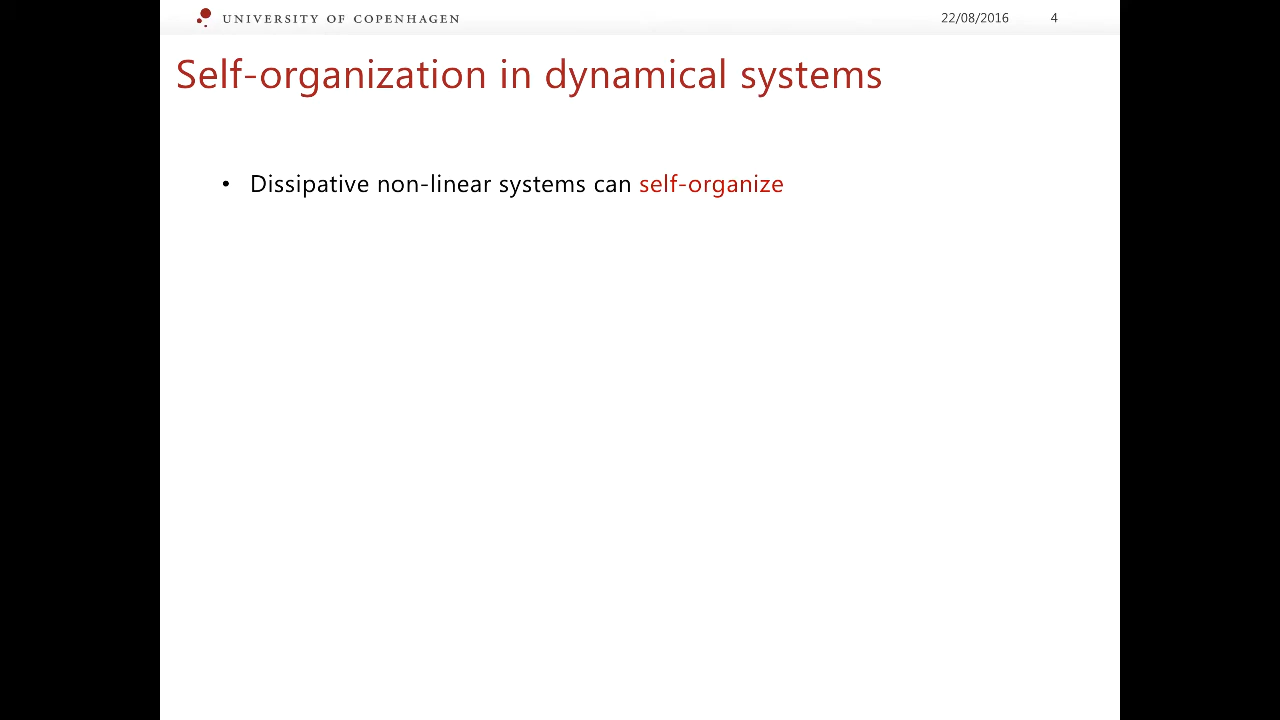 UNIVERSITY OF COPENHAGEN 22/08/2016 4
Self-organization in dynamical systems
• Dissipative non-linear systems can self-organize